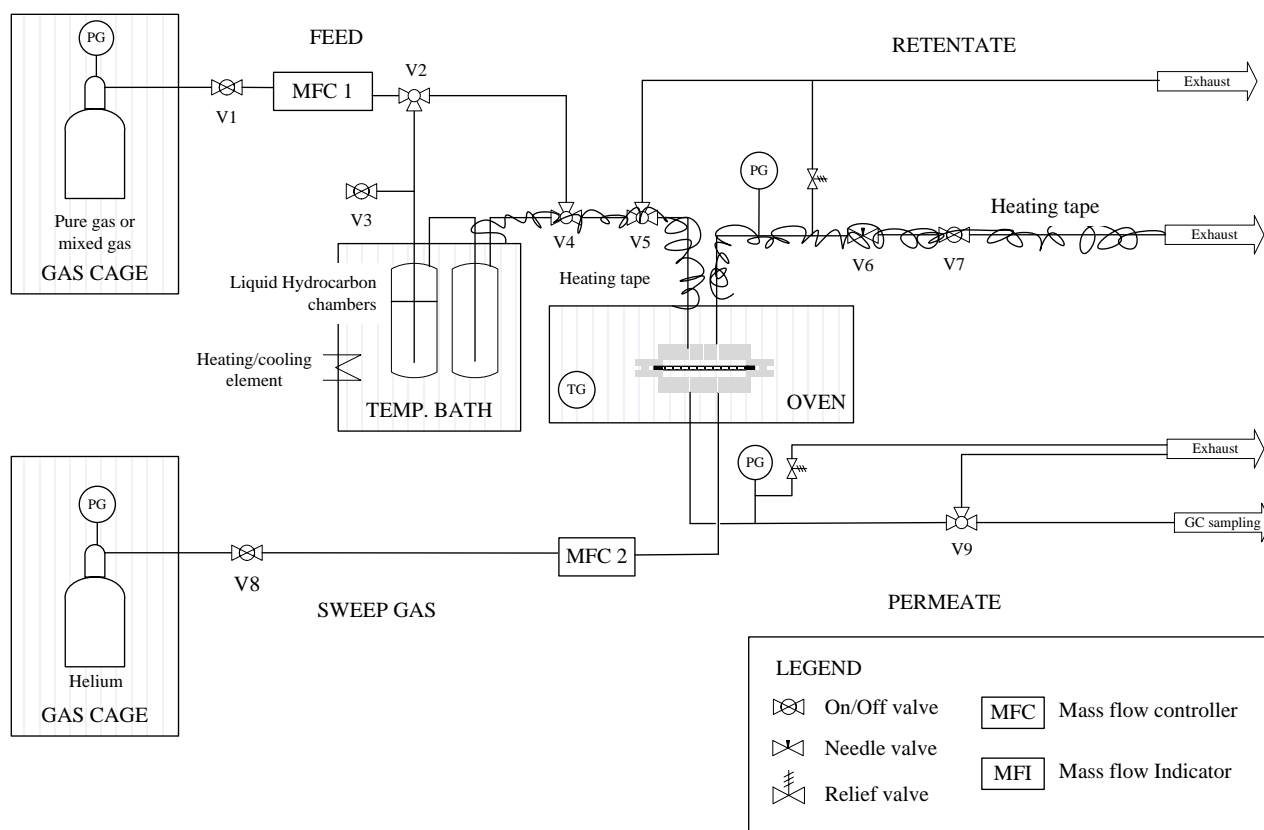 PG
FEED
RETENTATE
V2
Exhaust
MFC 1
V1
PG
V3
Pure gas or
mixed gas
GAS CAGE
V4
V5
Heating tape
Exhaust
V6
V7
Liquid Hydrocarbon
chambers
Heating tape
Heating/cooling
element
TG
TEMP. BATH
OVEN
PG
Exhaust
PG
GC sampling
V9
MFC 2
V8
SWEEP GAS
PERMEATE
Helium
GAS CAGE
LEGEND
On/Off valve
MFC
Mass flow controller
Needle valve
MFI
Mass flow Indicator
Relief valve